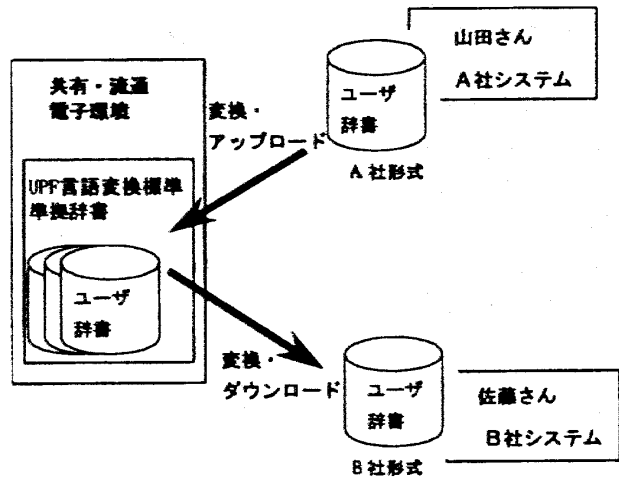 共有・流通
電子環境
UPF言語変換標準
準拠辞書
ユーザ
辞書
変換・
アップロード
ユーザ
辞書
A社形式
山田さん
A社システム
変換・
ダウンロード
ユーザ
辞書
B社形式
佐藤さん
B社システム